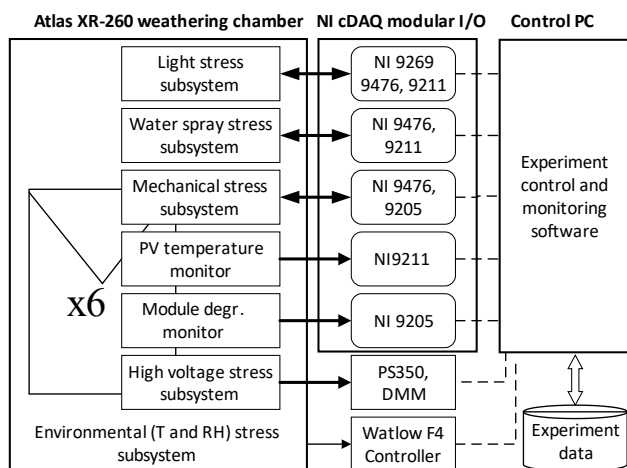 Atlas XR-260 weathering chamber
NI cDAQ modular I/O
Control PC
Light stress
subsystem
NI 9269
9476, 9211
Water spray stress
subsystem
NI 9476,
9211
Mechanical stress
subsystem
NI 9476,
9205
Experiment
control and
monitoring
software
PV temperature
monitor
NI9211
x6
Module degr.
monitor
NI 9205
High voltage stress
subsystem
PS350,
DMM
Environmental (T and RH) stress
subsystem
Watlow F4
Controller
Experiment
data